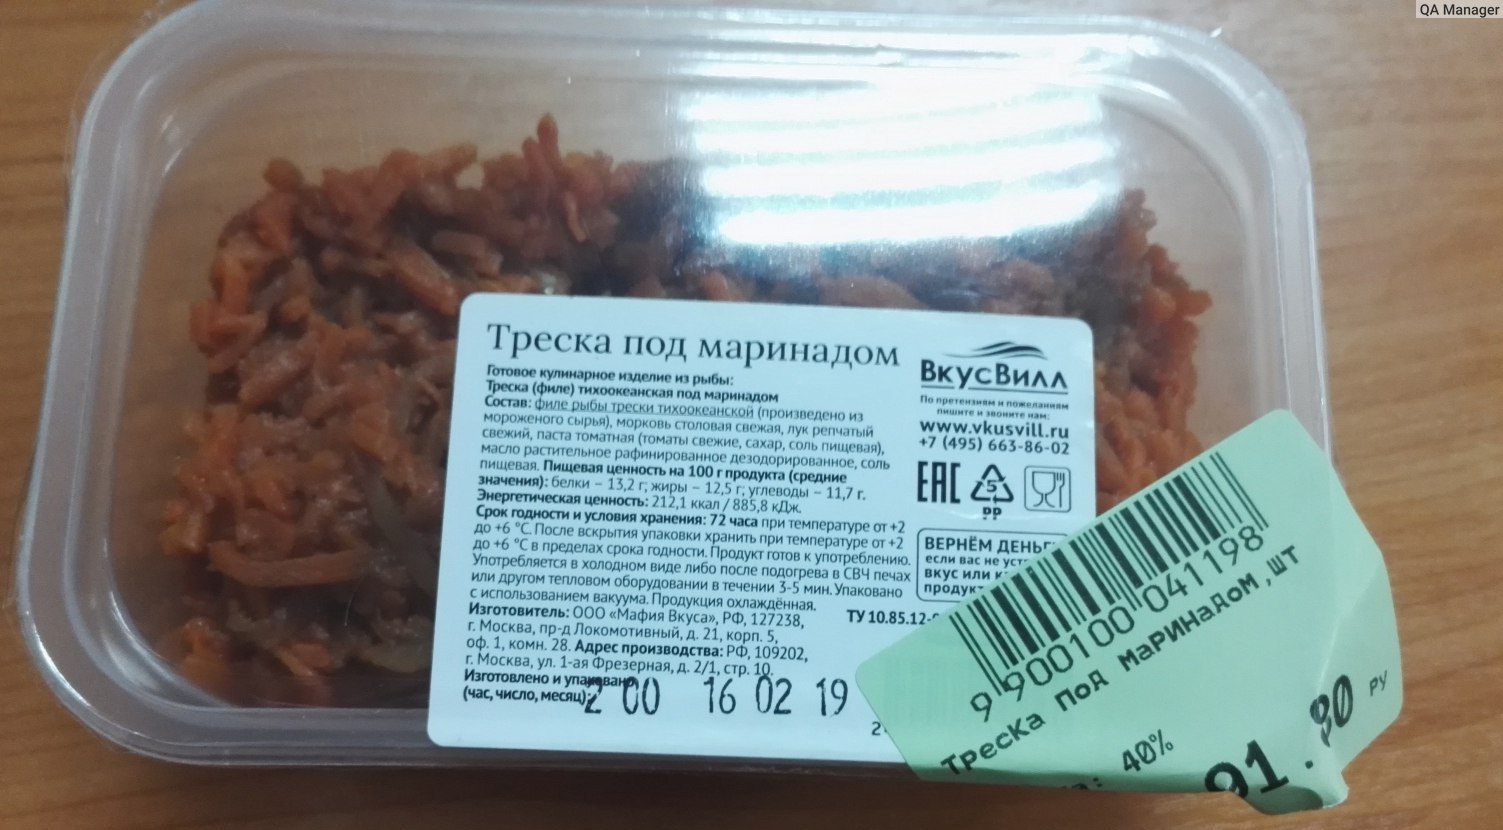 QA Manager
Треска под маринадом
Готовое кулинарное изделие из рыбы:
Треска (филе) тихоокеанская под маринадом
Состав: филе рыбы трески тихоокеанской (произведено из
мороженого сырья), морковь столовая свежая, лук репчатый
свежий, паста томатная (томаты свежие, сахар, соль пищевая),
масло растительное рафинированное дезодорированное, соль
пищевая. Пищевая ценность на 100 г продукта (средние
значения): белки – 13,2 г; жиры – 12,5 г; углеводы – 11,7 г.
Энергетическая ценность: 212,1 ккал / 885,8 кДж.
Срок годности и условия хранения: 72 часа при температуре от +2
до +6 °С. После вскрытия упаковки хранить при температуре от +2
до +6 °С в пределах срока годности. Продукт готов к употреблению.
Употребляется в холодном виде либо после подогрева в СВЧ печах
или другом тепловом оборудовании в течении 3-5 мин. Упаковано
с использованием вакуума. Продукция охлаждённая.
Изготовитель: ООО «Мафия Вкуса», РФ, 127238,
г. Москва, пр-д Локомотивный, д. 21, корп. 5,
оф. 1, комн. 28. Адрес производства: РФ, 109202,
г. Москва, ул. 1-ая Фрезерная, д. 2/1, стр. 10.
Изготовлено и упаковано
(час, число, месяц):
2 00 16 02 19
ВкусВилл
По претензиям и пожеланиям
пишите и звоните нам:
www.vkusvill.ru
+7 (495) 663-86-02
ЕАС
5
PP
ВЕРНЁМ
если вас не
вкус или
ТУ 10.85.12-
9 900100 041198
Треска под маринадом,шт
40%
91.80 РУ